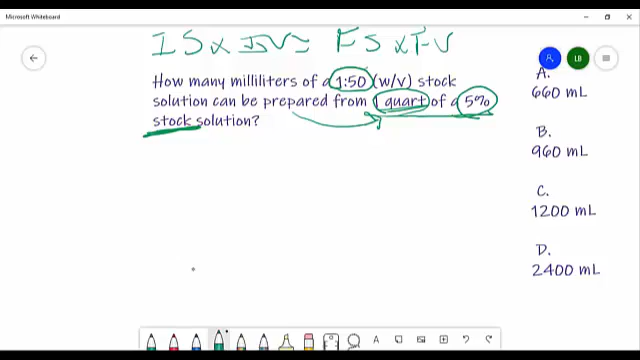 Microsoft Whiteboard
IS x IV = FS x FV
How many milliliters of a 1:50 (w/v) stock
solution can be prepared from 1 quart of a 5%
stock solution?
LB
A.
660 mL
B.
960 mL
C.
1200 mL
D.
2400 mL
A